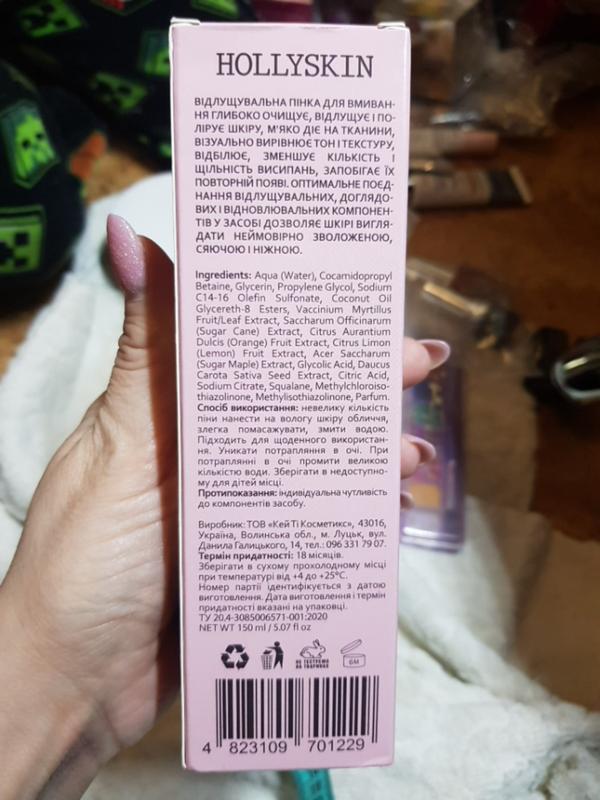 HOLLYSKIN
ВІДЛУЩУВАЛЬНА ПІНКА ДЛЯ ВМИВАН-
НЯ ГЛИБОКО ОЧИЩУЄ, ВІДЛУЩУЄ І ПО-
ЛІРУЄ ШКІРУ, М'ЯКО ДІЄ НА ТКАНИНИ,
ВІЗУАЛЬНО ВИРІВНЮЄ ТОН І ТЕКСТУРУ,
ВІДБІЛЮЄ, ЗМЕНШУЄ КІЛЬКІСТЬ І
ЩІЛЬНІСТЬ ВИСИПАНЬ, ЗАПОБІГАЄ ЇХ
ПОВТОРНІЙ ПОЯВІ. ОПТИМАЛЬНЕ ПОЄД-
НАННЯ ВІДЛУЩУВАЛЬНИХ, ДОГЛЯДО-
ВИХ І ВІДНОВЛЮВАЛЬНИХ КОМПОНЕН-
ТІВ У ЗАСОБІ ДОЗВОЛЯЄ ШКІРІ ВИГЛЯ-
ДАТИ НЕЙМОВІРНО ЗВОЛОЖЕНОЮ,
СЯЮЧОЮ І НІЖНОЮ.
Ingredients: Aqua (Water), Cocamidopropyl
Betaine, Glycerin, Propylene Glycol, Sodium
C14-16 Olefin Sulfonate, Coconut Oil
Glycereth-8 Esters, Vaccinium Myrtillus
Fruit/Leaf Extract, Saccharum Officinarum
(Sugar Cane) Extract, Citrus Aurantium
Dulcis (Orange) Fruit Extract, Citrus Limon
(Lemon) Fruit Extract, Acer Saccharum
(Sugar Maple) Extract, Glycolic Acid, Daucus
Carota Sativa Seed Extract, Citric Acid,
Sodium Citrate, Squalane, Methylchloroiso-
thiazolinone, Methylisothiazolinone, Parfum.
Спосіб використання: невелику кількість
піни нанести на вологу шкіру обличчя,
злегка помасажувати, змити водою.
Підходить для щоденного використан-
ня. Уникати потрапляння в очі. При
потраплянні в очі промити великою
кількістю води. Зберігати в недоступно-
му для дітей місці.
Протипоказання: індивідуальна чутливість
до компонентів засобу.
Виробник: ТОВ «Кей Ті Косметикс», 43016,
Україна, Волинська обл., м. Луцьк, вул.
Данила Галицького, 14, тел.: 096 331 79 07.
Термін придатності: 18 місяців.
Зберігати в сухому прохолодному місці
при температурі від +4 до +25°C.
Номер партії ідентифікується з датою
виготовлення. Дата виготовлення і термін
придатності вказані на упаковці.
ТУ 20,4-3085006571-001:2020
NET WT 150 ml / 5.07 fl oz
НЕ ТЕСТУЄМО
НА ТВАРИНАХ
6M
4 823109 701229